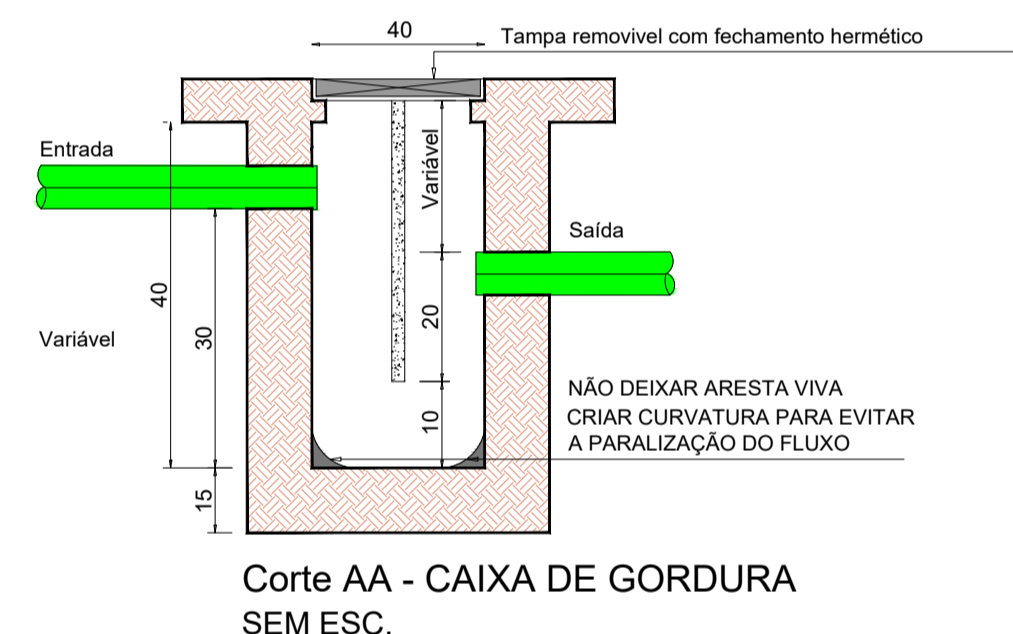 40
Tampa removivel com fechamento hermético
Entrada
Variável
Saída
40
Variável
30
20
10
NÃO DEIXAR ARESTA VIVA
CRIAR CURVATURA PARA EVITAR
A PARALIZAÇÃO DO FLUXO
15
Corte AA - CAIXA DE GORDURA
SEM ESC.